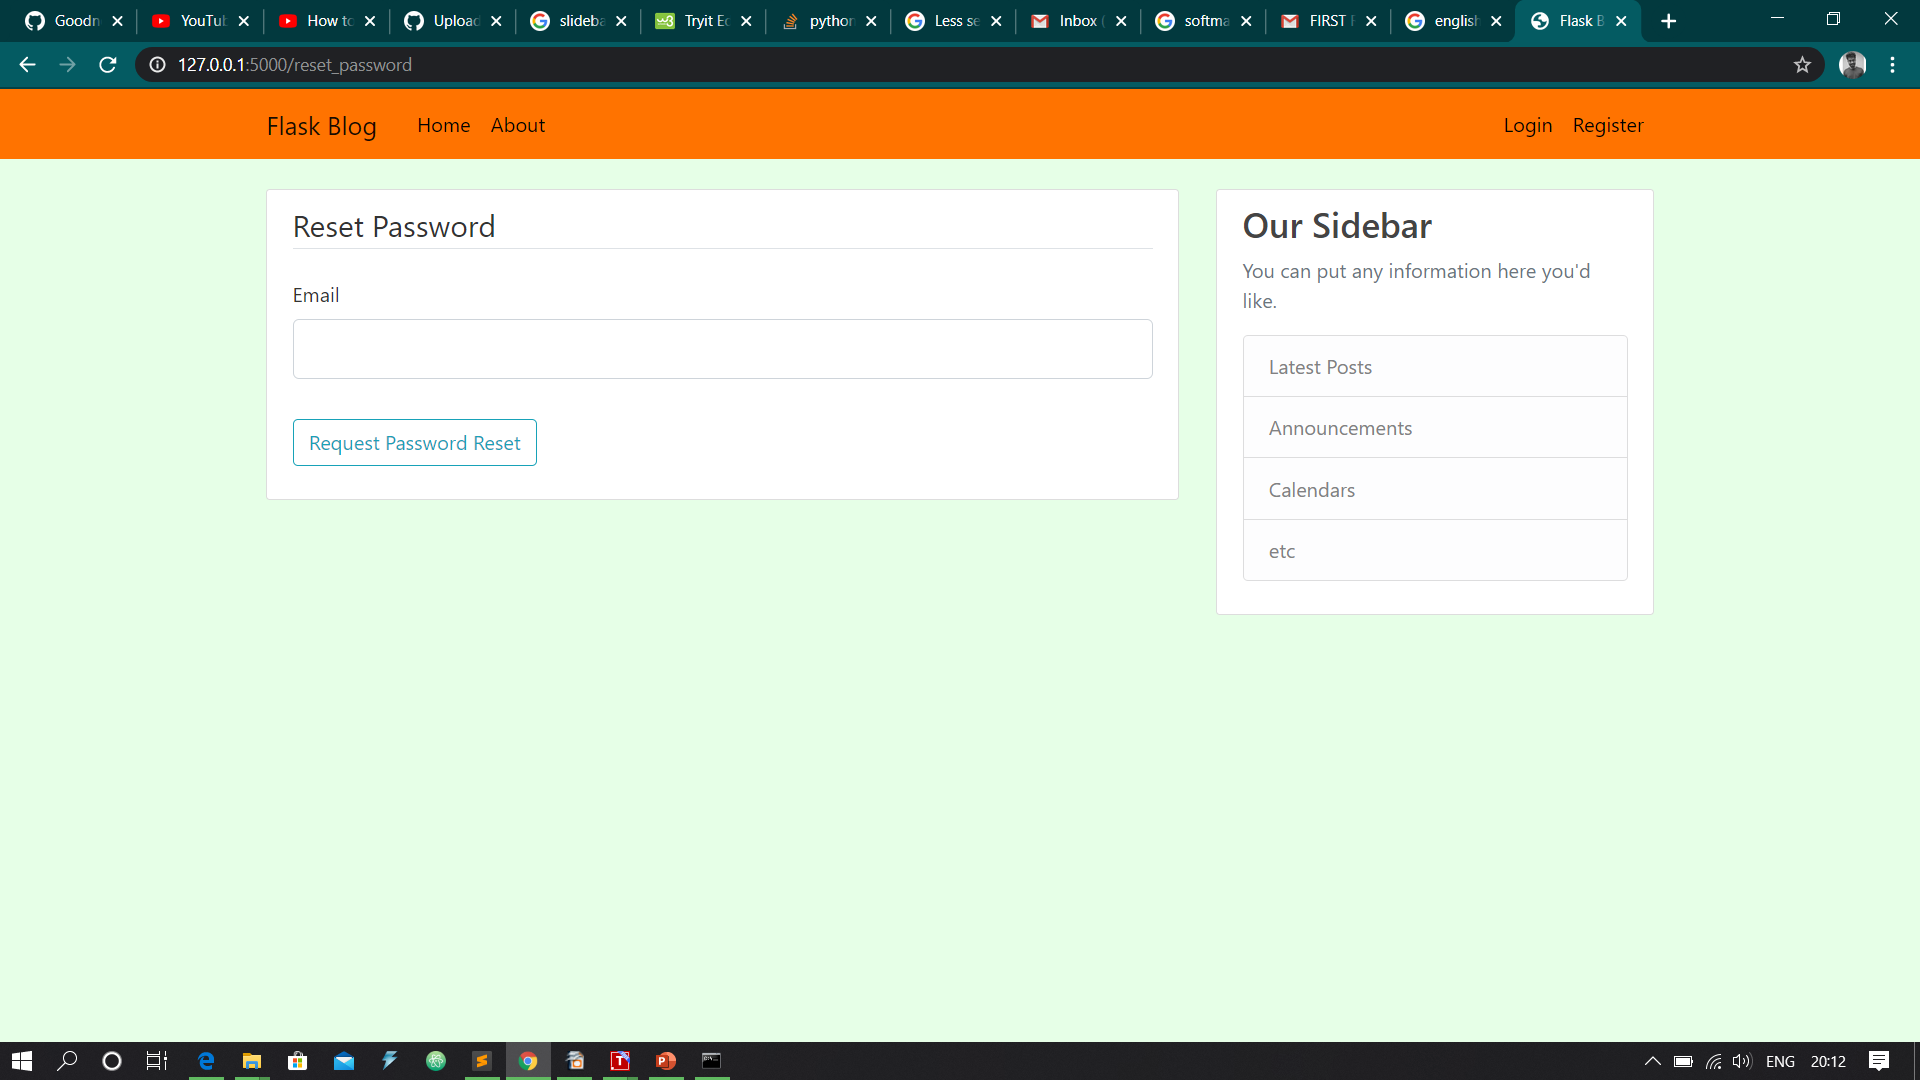 Goodn
YouTub
How to
Upload
slideba
Tryit Ed
python
Less se
Inbox (
softma
FIRST F
english
Flask B
127.0.0.1:5000/reset_password
Flask Blog Home About Login Register
Reset Password
Email
Request Password Reset
Our Sidebar
You can put any information here you'd
like.
Latest Posts
Announcements
Calendars
etc
ENG 20:12